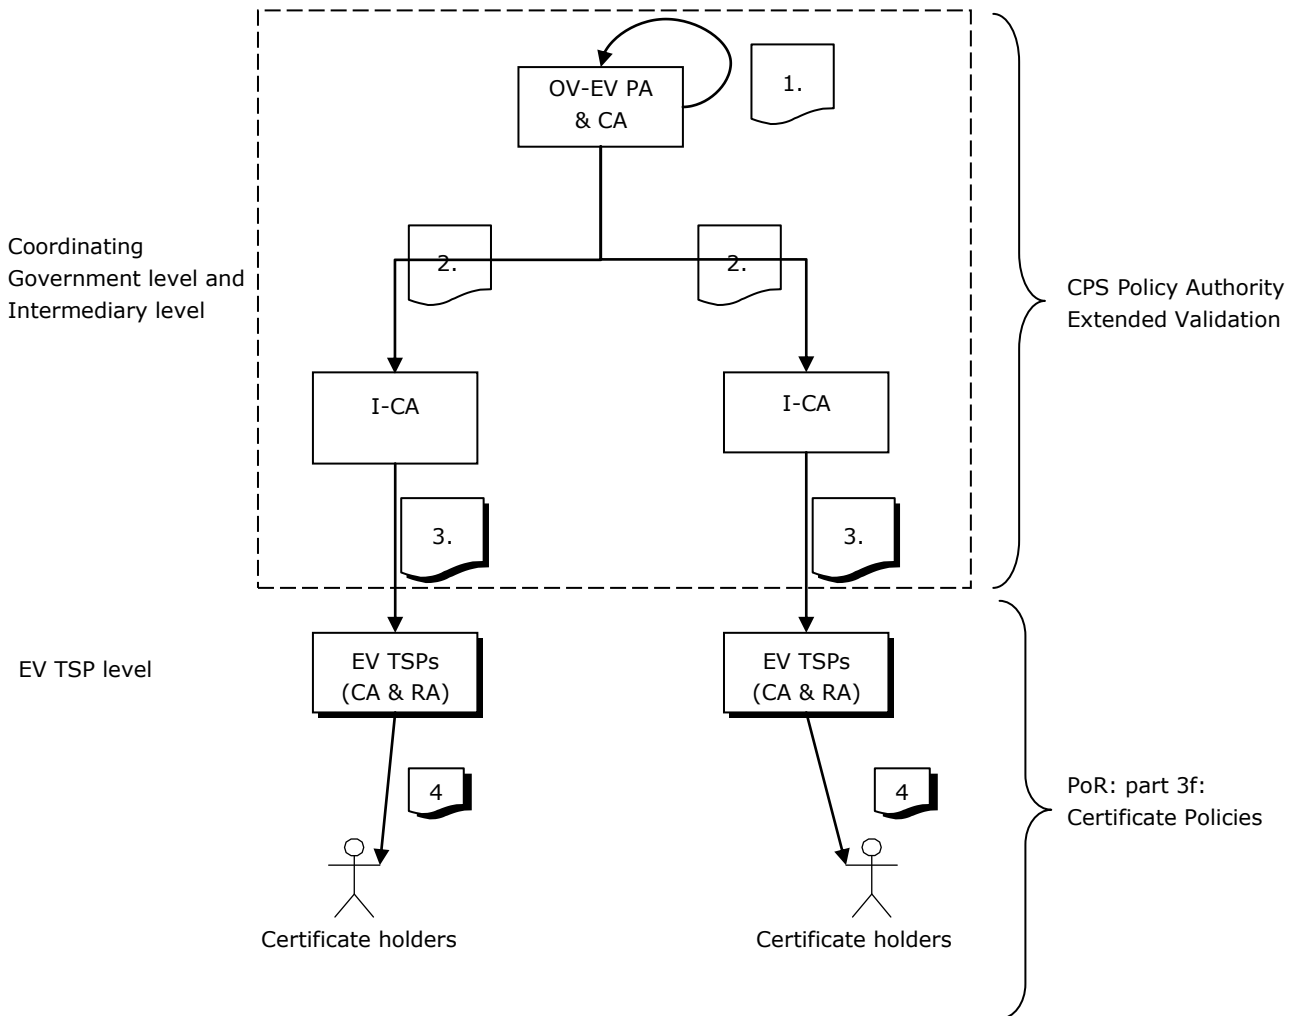 OV-EV PA
& CA
1.
Coordinating
Government level and
Intermediary level
2.
2.
CPS Policy Authority
Extended Validation
I-CA
I-CA
3.
3.
EV TSP level
EV TSPs
(CA & RA)
EV TSPs
(CA & RA)
4
4
PoR: part 3f:
Certificate Policies
Certificate holders
Certificate holders